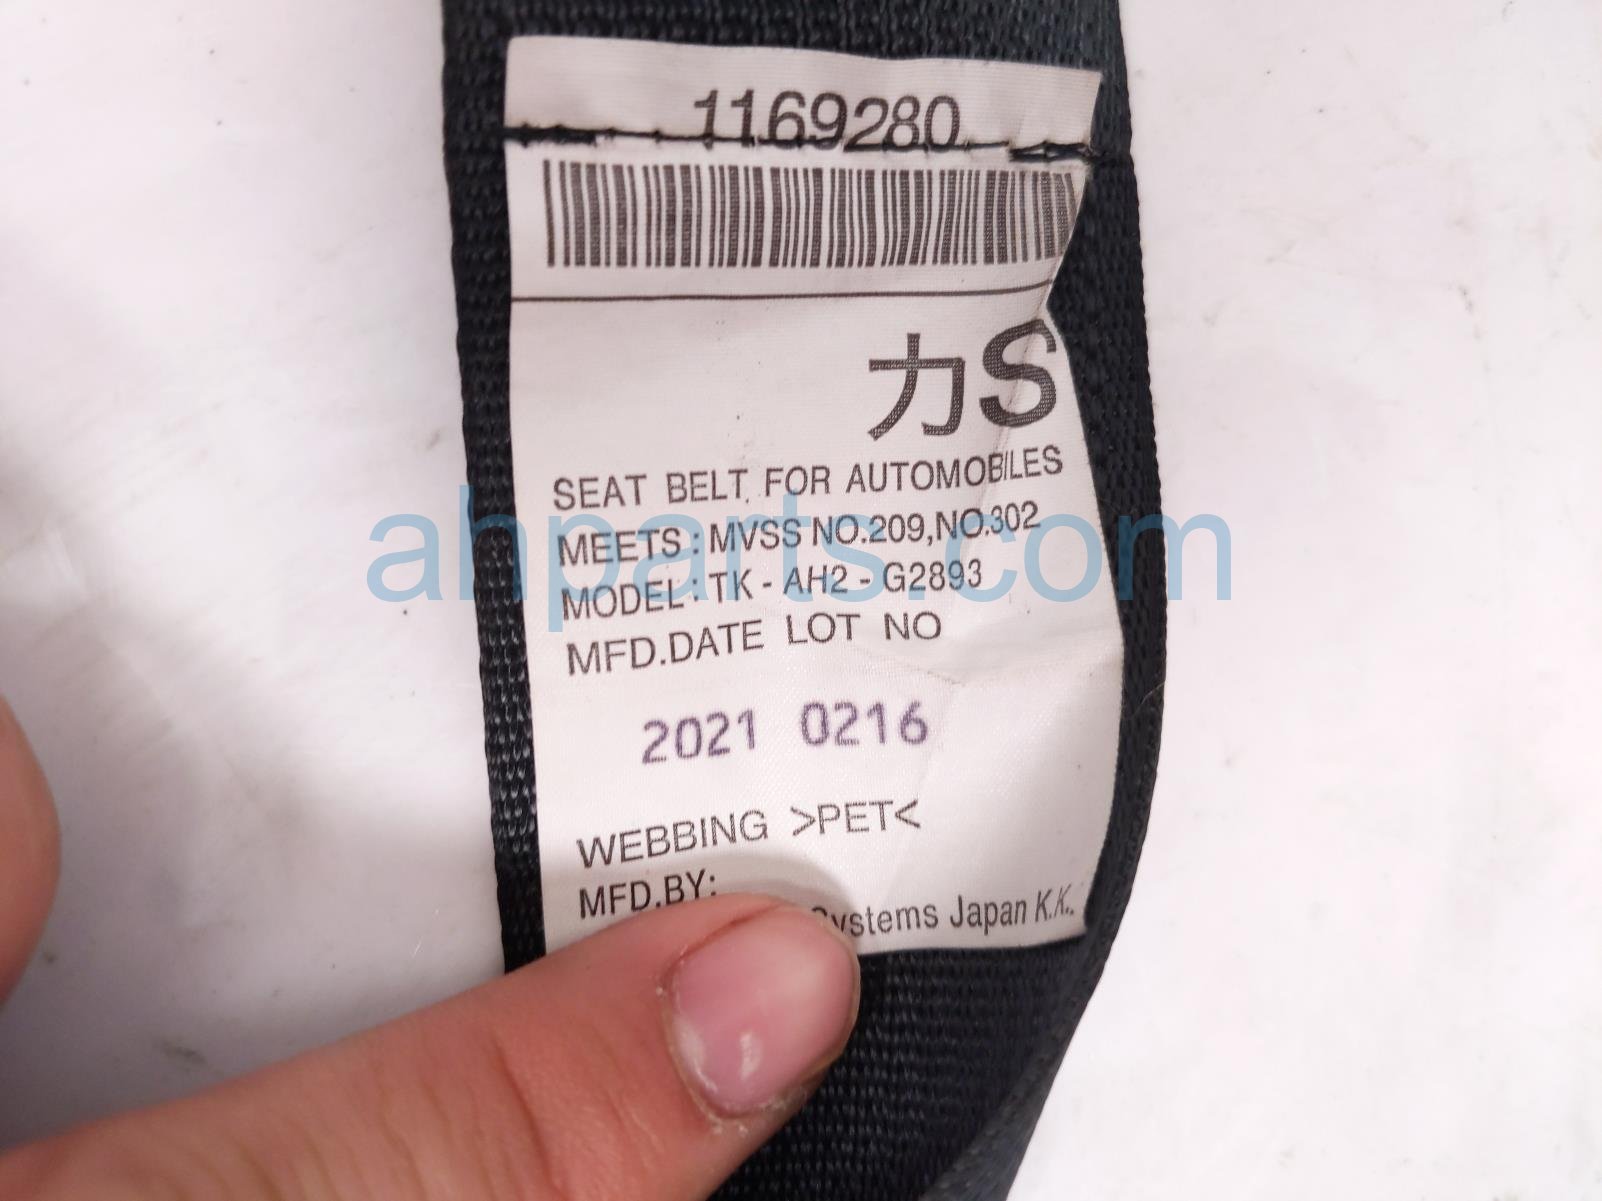 1169280
力S
SEAT BELT FOR AUTOMOBILES
MEETS : MVSS NO.209,NO.302
MODEL : TK - AH2 - G2893
MFD.DATE LOT NO
2021 0216
WEBBING >PET<
MFD.BY:
Systems Japan K.K.
ahparts.com